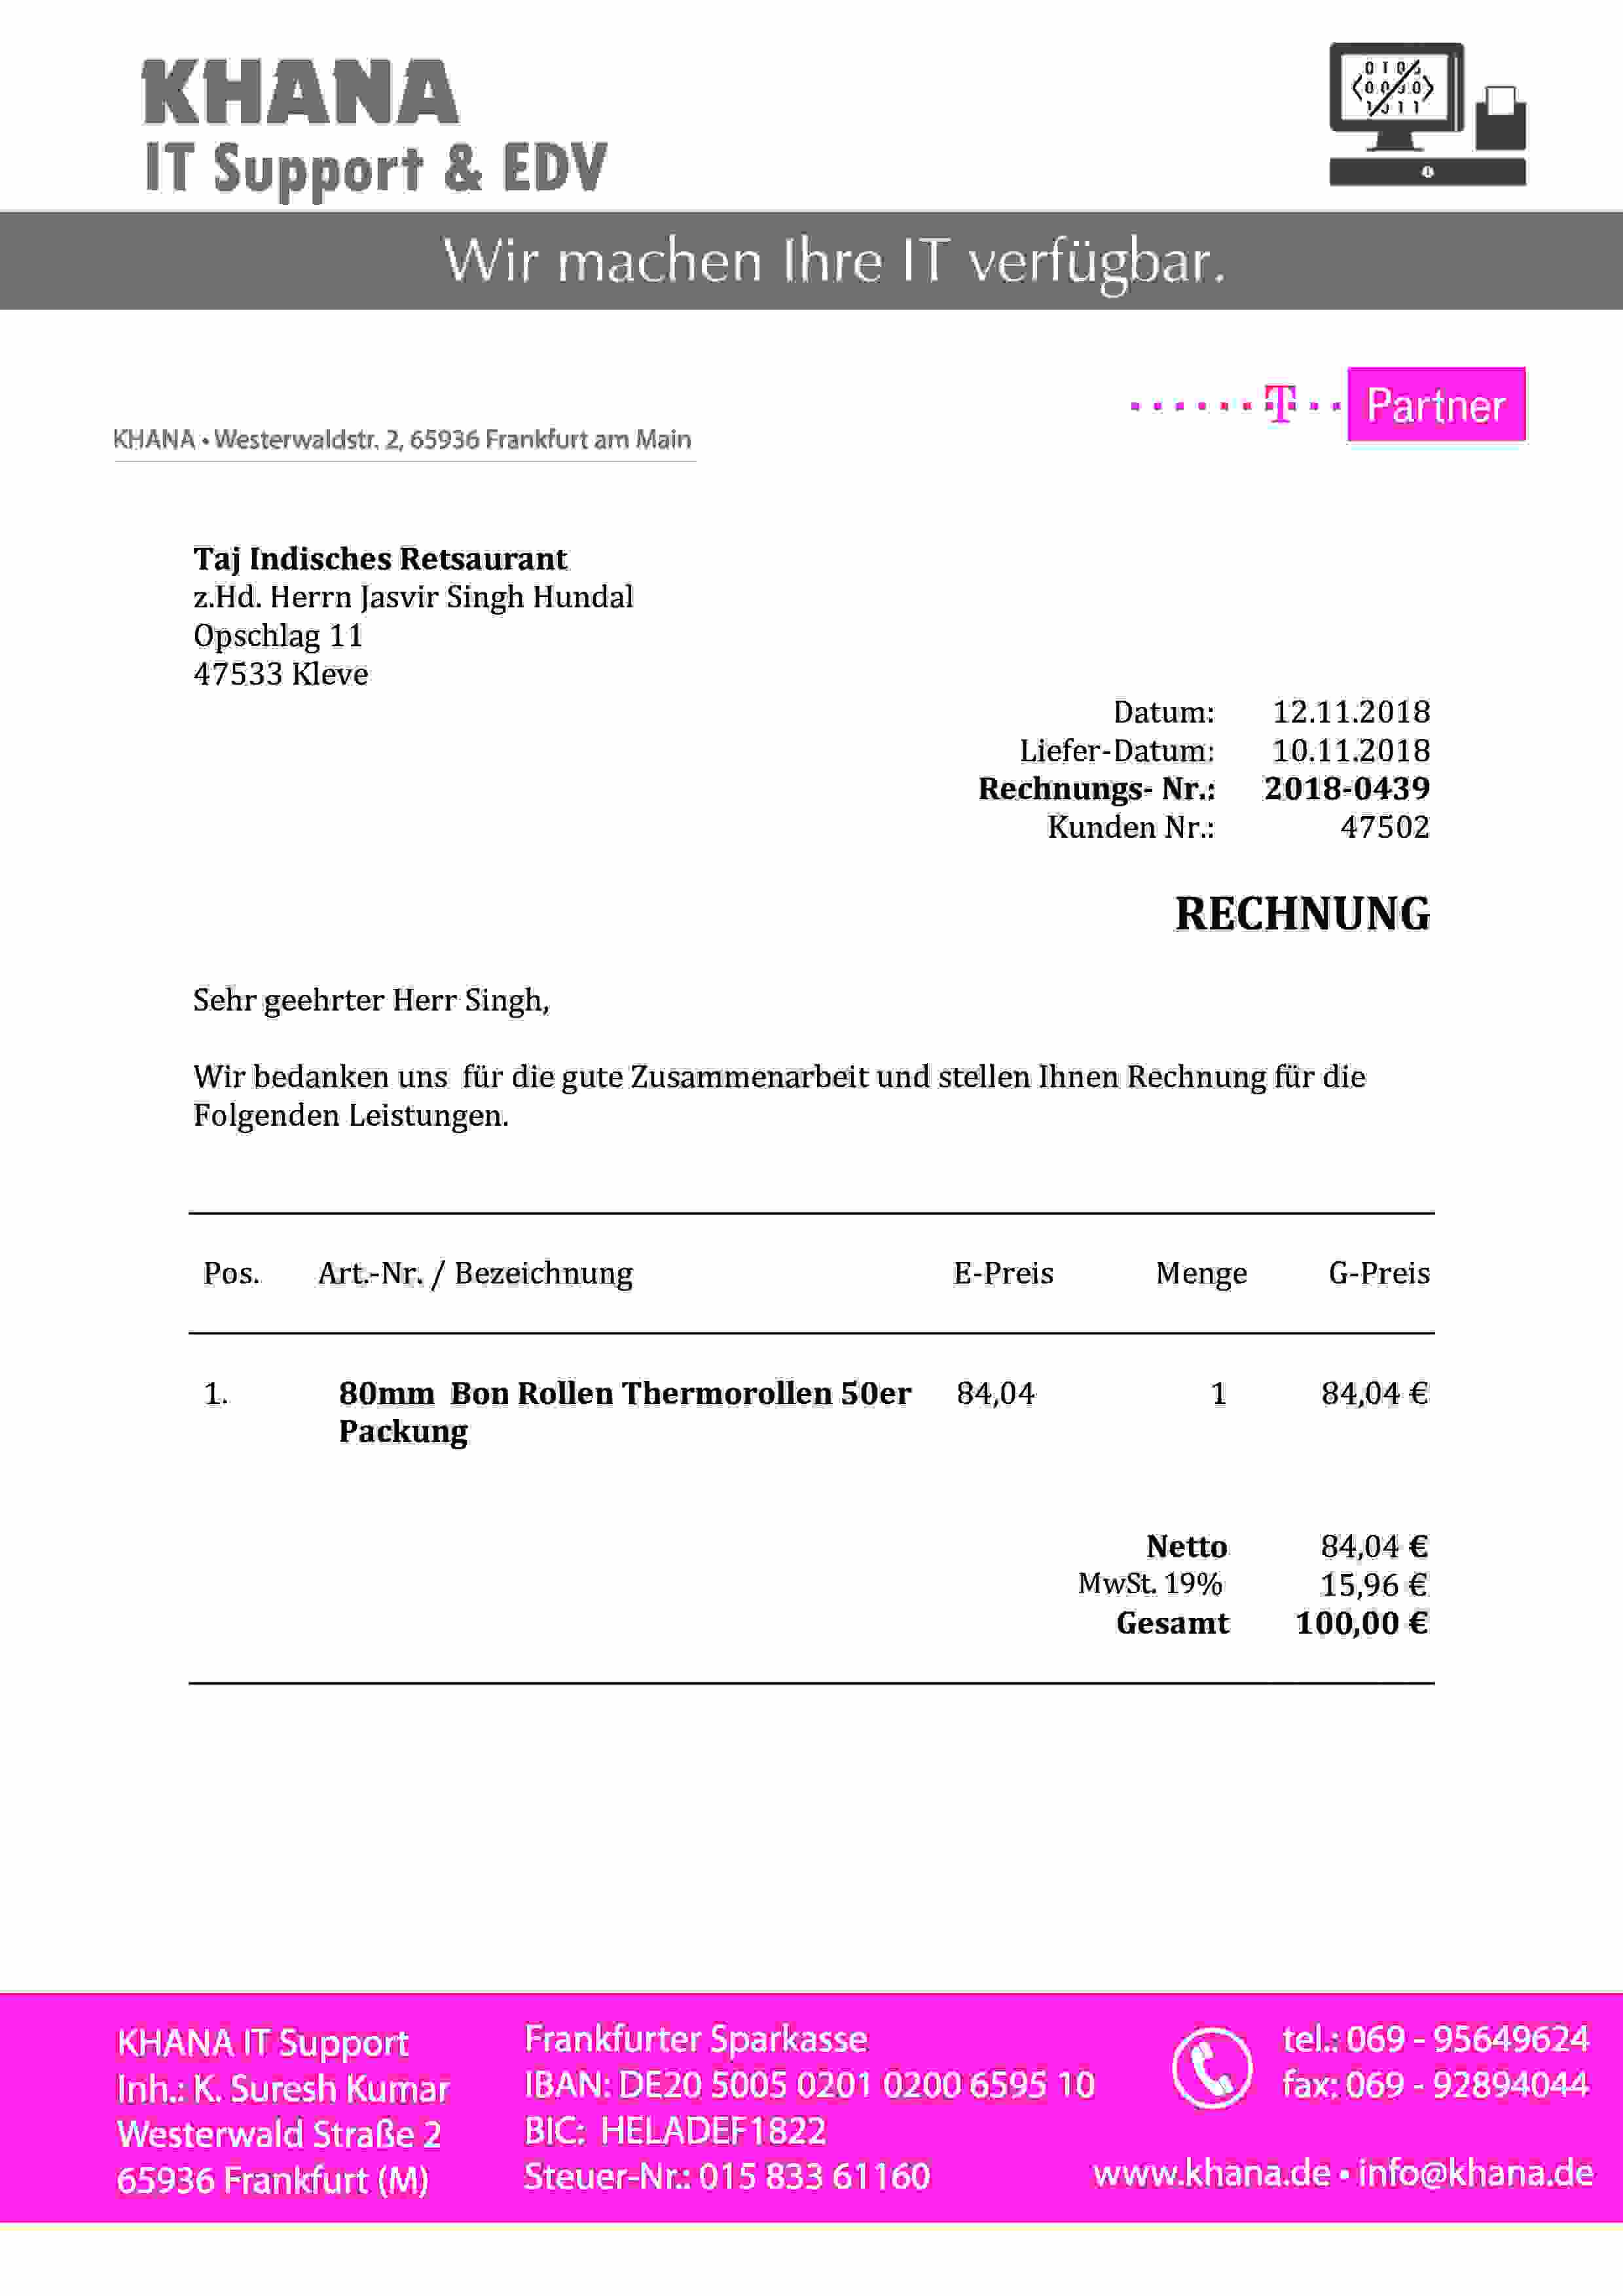 KHANA
IT Support & EDV
Wir machen Ihre IT verfügbar.
T Partner
KHANA • Westerwaldstr. 2, 65936 Frankfurt am Main
Taj Indisches Retsaurant
z.Hd. Herrn Jasvir Singh Hundal
Opschlag 11
47533 Kleve
Datum: 12.11.2018
Liefer-Datum: 10.11.2018
Rechnungs- Nr.: 2018-0439
Kunden Nr.: 47502
RECHNUNG
Sehr geehrter Herr Singh,
Wir bedanken uns für die gute Zusammenarbeit und stellen Ihnen Rechnung für die
Folgenden Leistungen.
Pos. Art.-Nr. / Bezeichnung E-Preis Menge G-Preis
1. 80mm Bon Rollen Thermorollen 50er 84,04 1 84,04 €
Packung
Netto 84,04 €
MwSt. 19% 15,96 €
Gesamt 100,00 €
KHANA IT Support
Inh.: K. Suresh Kumar
Westerwald Straße 2
65936 Frankfurt (M)
Frankfurter Sparkasse
IBAN: DE20 5005 0201 0200 6595 10
BIC: HELADEF1822
Steuer-Nr.: 015 833 61160
tel.: 069 - 95649624
fax: 069 - 92894044
www.khana.de • info@khana.de